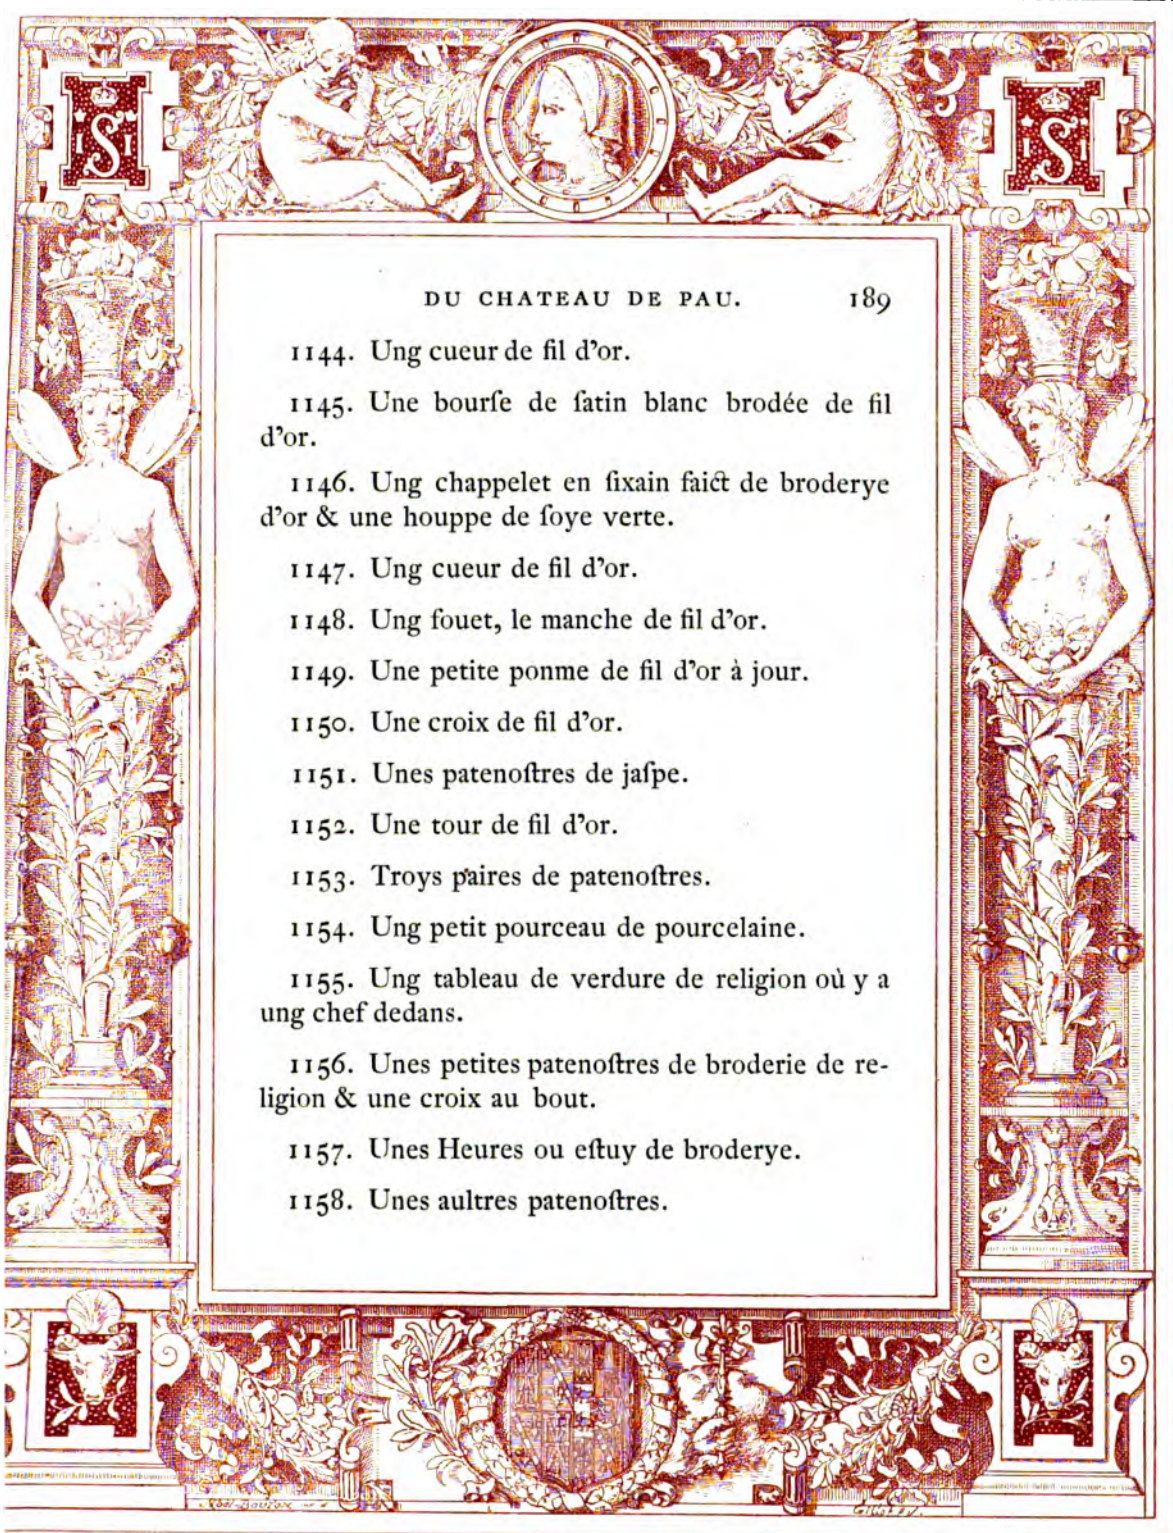 DU CHATEAU DE PAU. 189
1144. Ung cueur de fil d'or.
1145. Une bourſe de ſatin blanc brodée de fil
d'or.
1146. Ung chappelet en ſixain faict de broderye
d'or & une houppe de ſoye verte.
1147. Ung cueur de fil d'or.
1148. Ung fouet, le manche de fil d'or.
1149. Une petite ponme de fil d'or à jour.
1150. Une croix de fil d'or.
1151. Unes patenoſtres de jaſpe.
1152. Une tour de fil d'or.
1153. Troys paires de patenoſtres.
1154. Ung petit pourceau de pourcelaine.
1155. Ung tableau de verdure de religion où y a
ung chef dedans.
1156. Unes petites patenoſtres de broderie de re-
ligion & une croix au bout.
1157. Unes Heures ou eſtuy de broderye.
1158. Unes aultres patenoſtres.